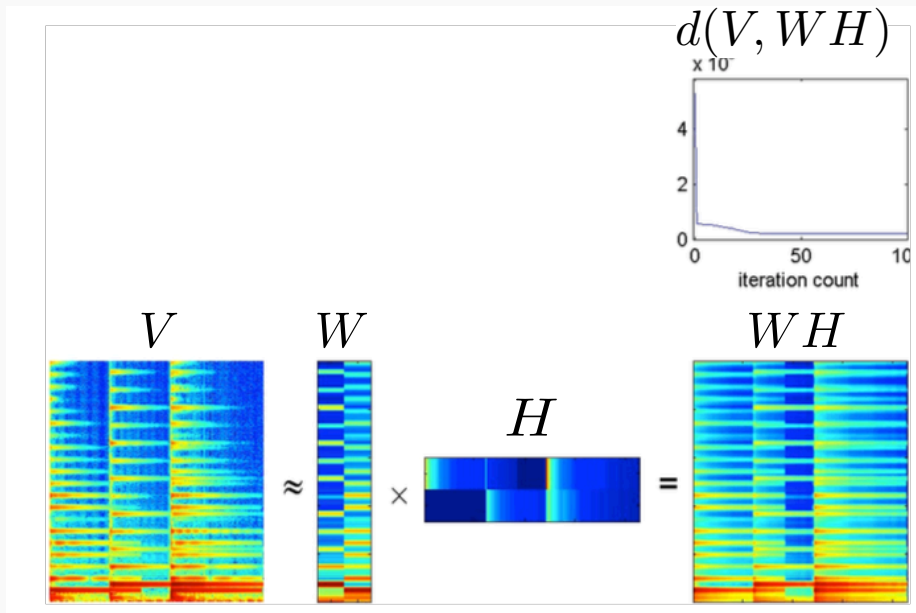 d(V, WH)
x 10
4
2
0
0 50 10
iteration count
V W WH
H
≈ × =